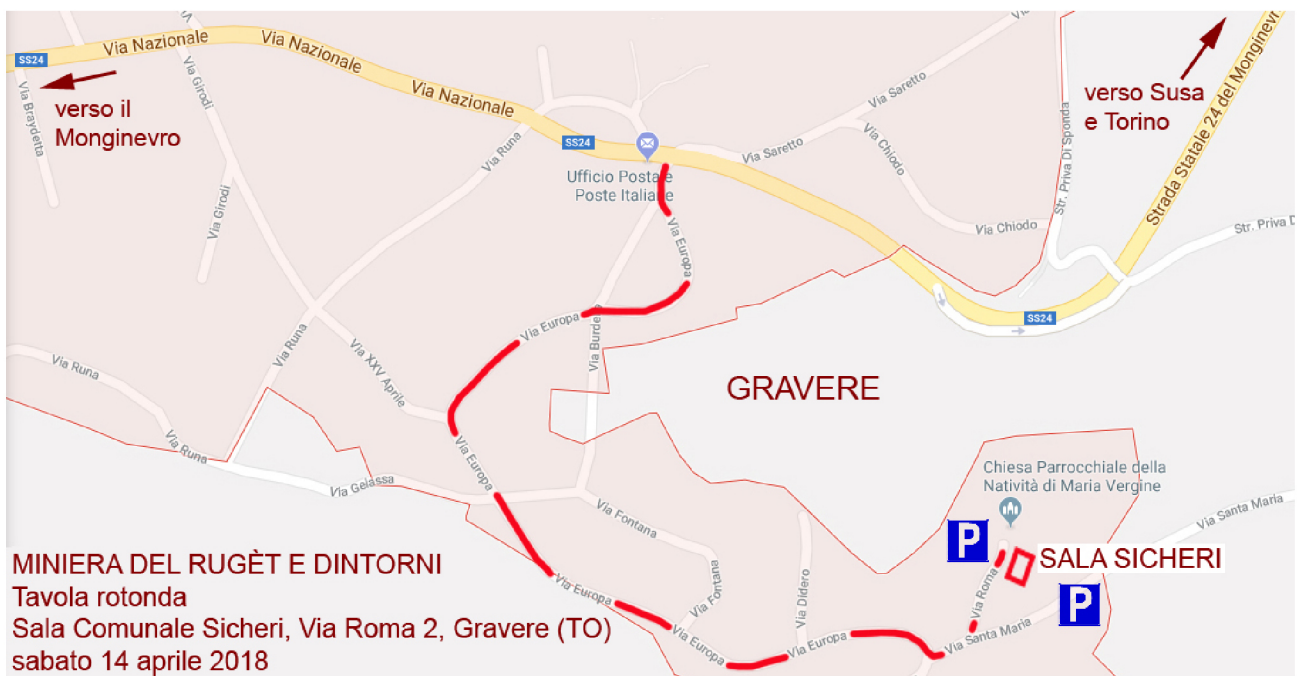 Via Nazionale
Via Nazionale
Via Nazionale
SS24
Via Braydetta
verso il
Monginevro
Via Girodi
Via Girodi
Via Runa
SS24
Ufficio Postale
Poste Italiane
Via Saretto
Via Saretto
Via Chiodo
Via Chiodo
Str. Priva Di Sponda
verso Susa
e Torino
Strada Statale 24 del Monginevr
Str. Priva D
SS24
Via Europa
Via Europa
Via Runa
Via Runa
Via Runa
Via XXV Aprile
GRAVERE
Via Europa
Via Gelassa
Via Fontana
Via Fontana
Via Didero
Chiesa Parrocchiale della
Natività di Maria Vergine
Via Santa Maria
P
SALA SICHERI
P
Via Roma
Via Santa Maria
Via Europa
Via Europa
Via Europa
MINIERA DEL RUGÈT E DINTORNI
Tavola rotonda
Sala Comunale Sicheri, Via Roma 2, Gravere (TO)
sabato 14 aprile 2018